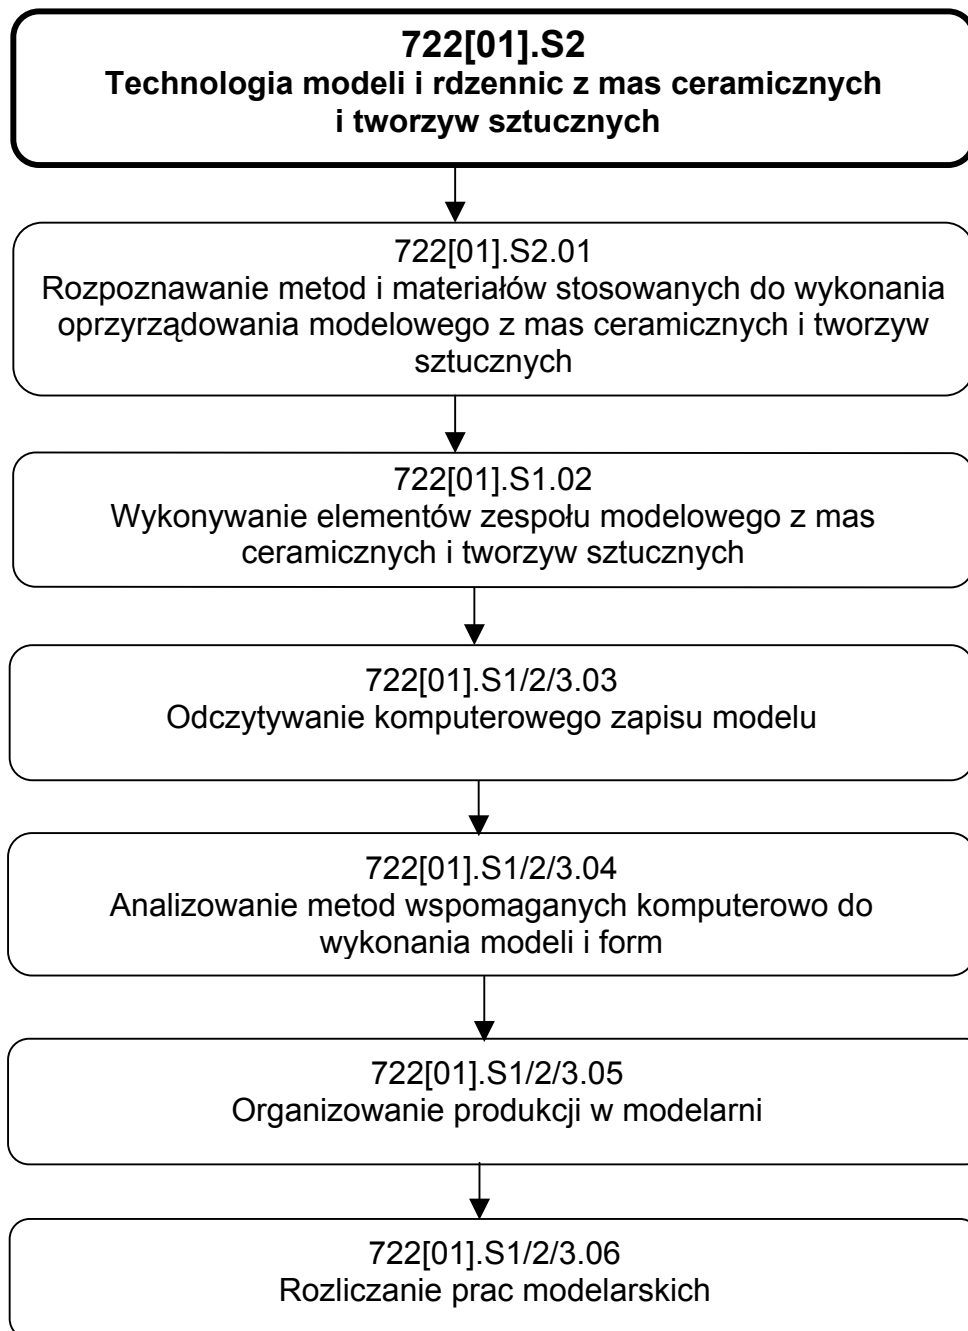 722[01].S2
Technologia modeli i rdzennic z mas ceramicznych
i tworzyw sztucznych
722[01].S2.01
Rozpoznawanie metod i materiałów stosowanych do wykonania
oprzyrządowania modelowego z mas ceramicznych i tworzyw
sztucznych
722[01].S1.02
Wykonywanie elementów zespołu modelowego z mas
ceramicznych i tworzyw sztucznych
722[01].S1/2/3.03
Odczytywanie komputerowego zapisu modelu
722[01].S1/2/3.04
Analizowanie metod wspomaganych komputerowo do
wykonania modeli i form
722[01].S1/2/3.05
Organizowanie produkcji w modelarni
722[01].S1/2/3.06
Rozliczanie prac modelarskich